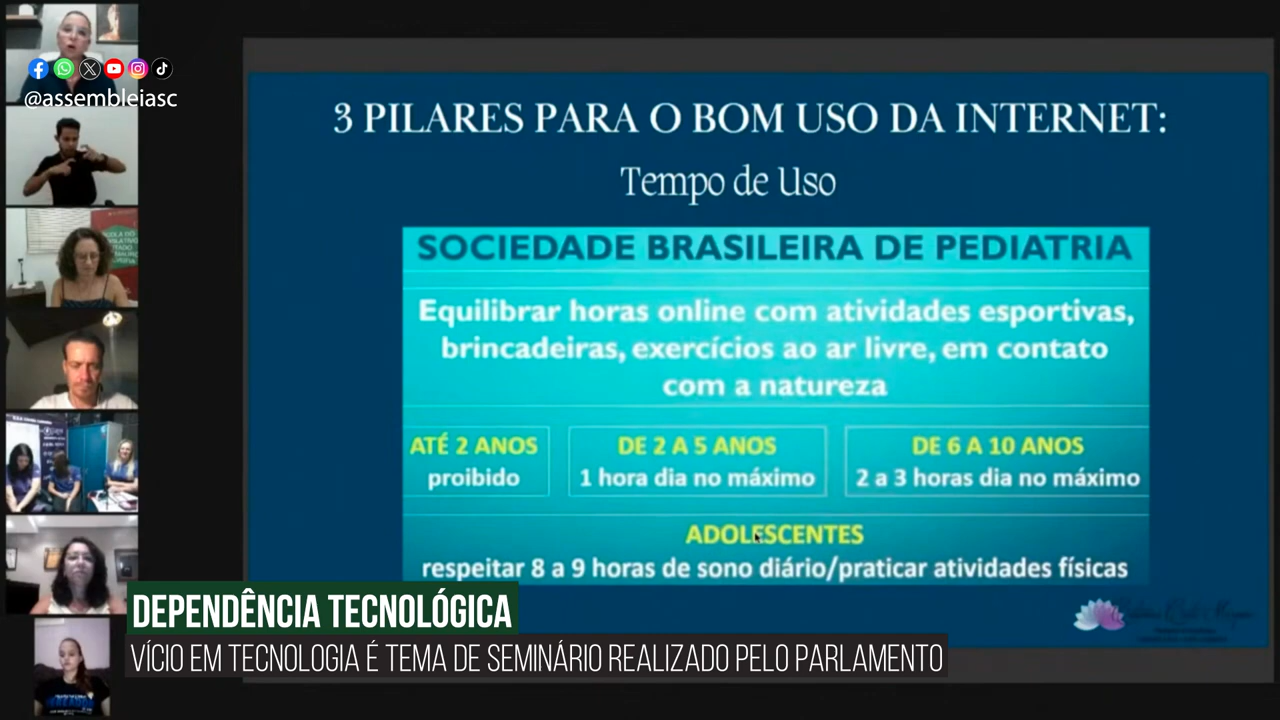 @assembleiasc
3 PILARES PARA O BOM USO DA INTERNET:
Tempo de Uso
SOCIEDADE BRASILEIRA DE PEDIATRIA
Equilibrar horas online com atividades esportivas,
brincadeiras, exercícios ao ar livre, em contato
com a natureza
ATÉ 2 ANOS
proibido
DE 2 A 5 ANOS
1 hora dia no máximo
DE 6 A 10 ANOS
2 a 3 horas dia no máximo
ADOLESCENTES
respeitar 8 a 9 horas de sono diário/praticar atividades físicas
DEPENDÊNCIA TECNOLÓGICA
VÍCIO EM TECNOLOGIA É TEMA DE SEMINÁRIO REALIZADO PELO PARLAMENTO